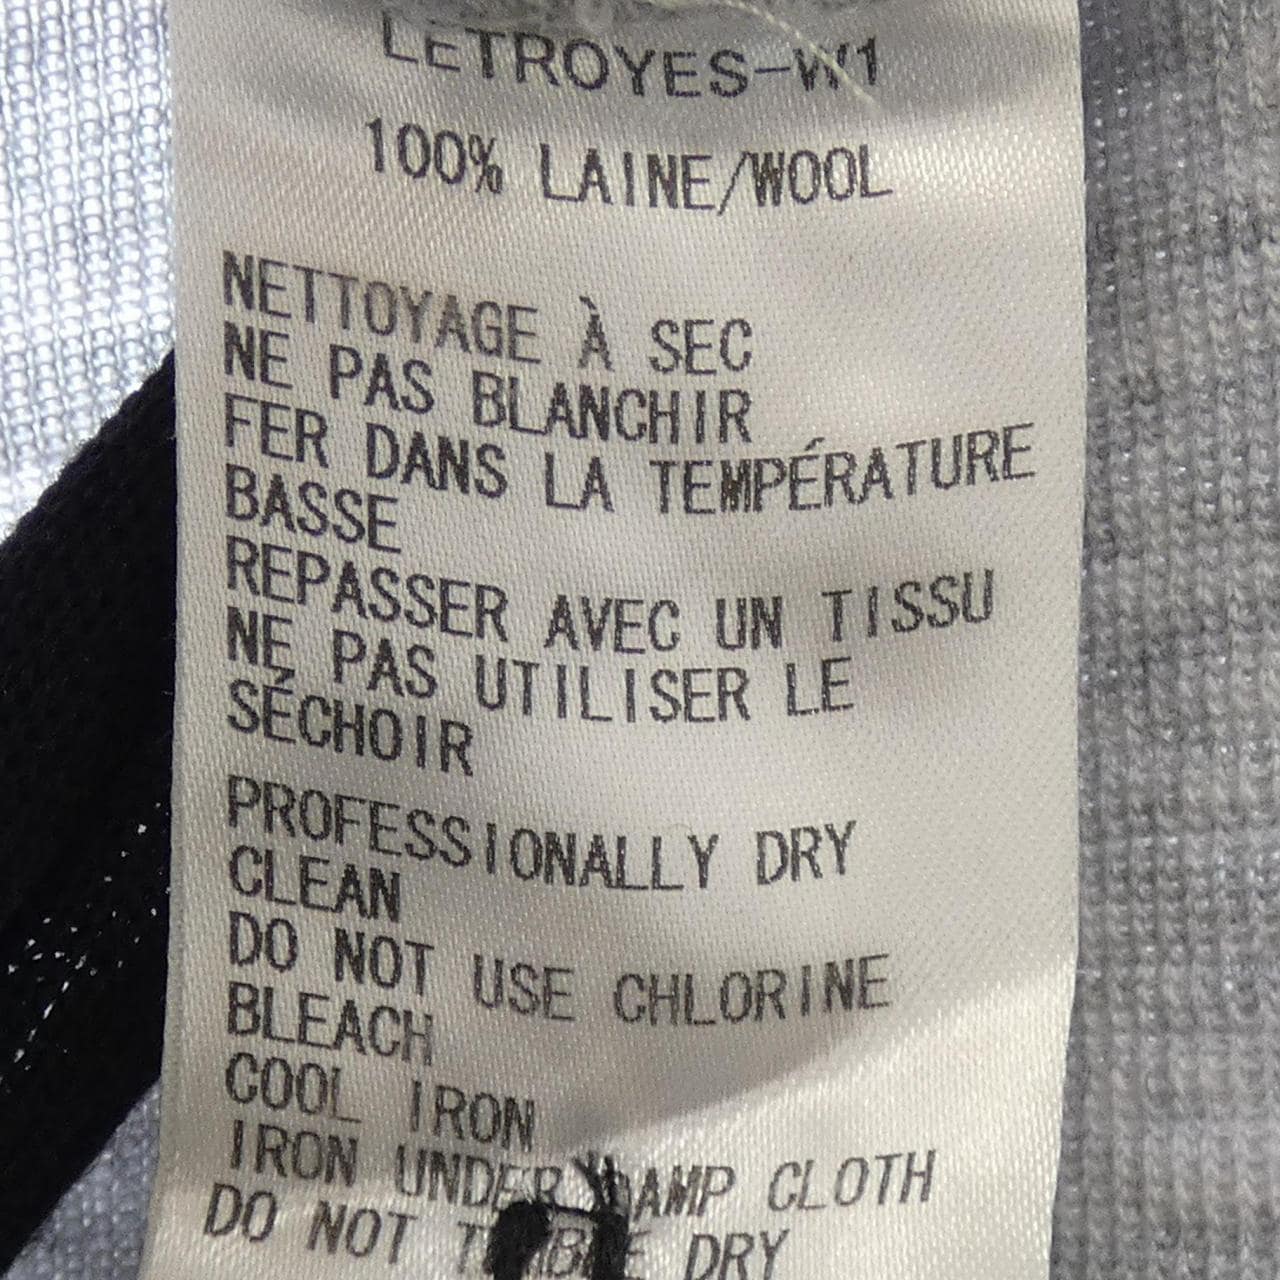 LETROYES-W1
100% LAINE/WOOL
NETTOYAGE À SEC
NE PAS BLANCHIR
FER DANS LA TEMPÉRATURE
BASSE
REPASSER AVEC UN TISSU
NE PAS UTILISER LE
SÉCHOIR
PROFESSIONALLY DRY
CLEAN
DO NOT USE CHLORINE
BLEACH
COOL IRON
IRON UNDER DAMP CLOTH
DO NOT TUMBLE DRY